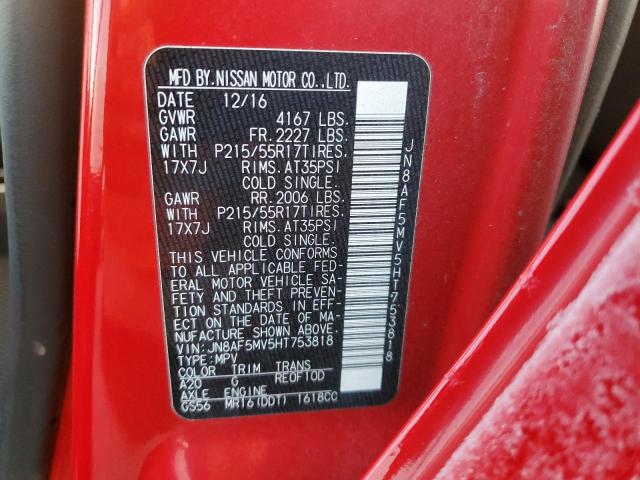 MFD BY.NISSAN MOTOR CO.,LTD.
DATE 12/16
GVWR 4167 LBS.
GAWR FR. 2227 LBS.
WITH P215/55R17TIRES.
17X7J RIMS. AT35PSI
COLD SINGLE.
GAWR RR. 2006 LBS.
WITH P215/55R17TIRES.
17X7J RIMS. AT35PSI
COLD SINGLE.
THIS VEHICLE CONFORMS
TO ALL APPLICABLE FED-
ERAL MOTOR VEHICLE SA-
FETY AND THEFT PREVEN-
TION STANDARDS IN EFF-
ECT ON THE DATE OF MA-
NUFACTURE SHOWN ABOVE.
VIN:JN8AF5MV5HT753818
TYPE:MPV
COLOR TRIM TRANS
A20 G RE0F10D
AXLE ENGINE
GS56 MR16(DDT) 1618CC
JN8AF5MV5HT753818